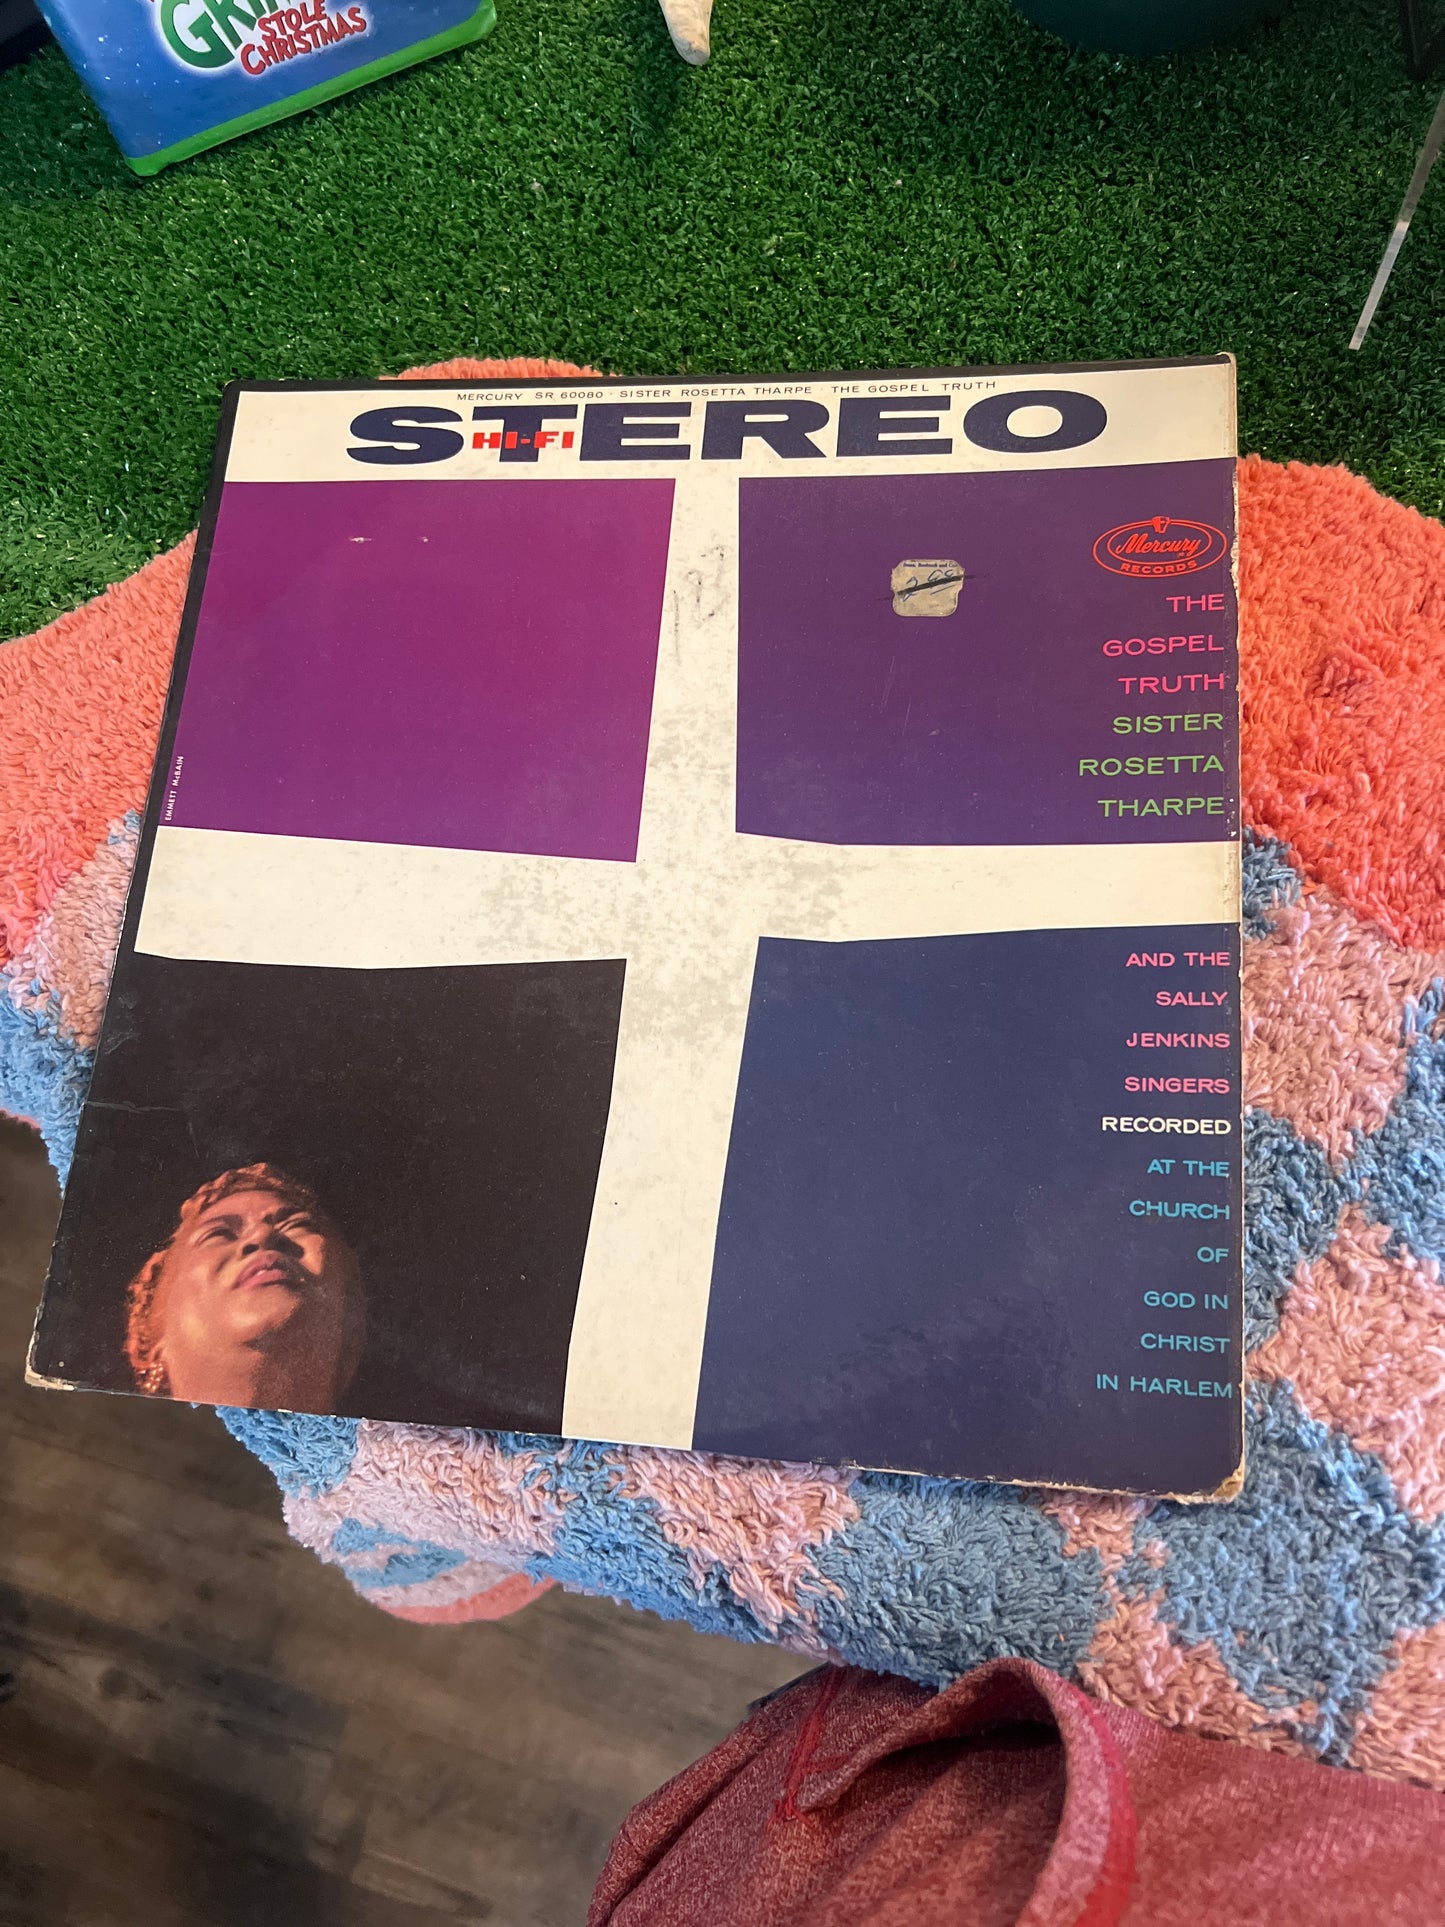 GRIN
STOLE
CHRISTMAS
MERCURY SR 60080 · SISTER ROSETTA THARPE · THE GOSPEL TRUTH
STEREO
HI-FI
Mercury
RECORDS
THE
GOSPEL
TRUTH
SISTER
ROSETTA
THARPE
EMMETT McBAIN
AND THE
SALLY
JENKINS
SINGERS
RECORDED
AT THE
CHURCH
OF
GOD IN
CHRIST
IN HARLEM